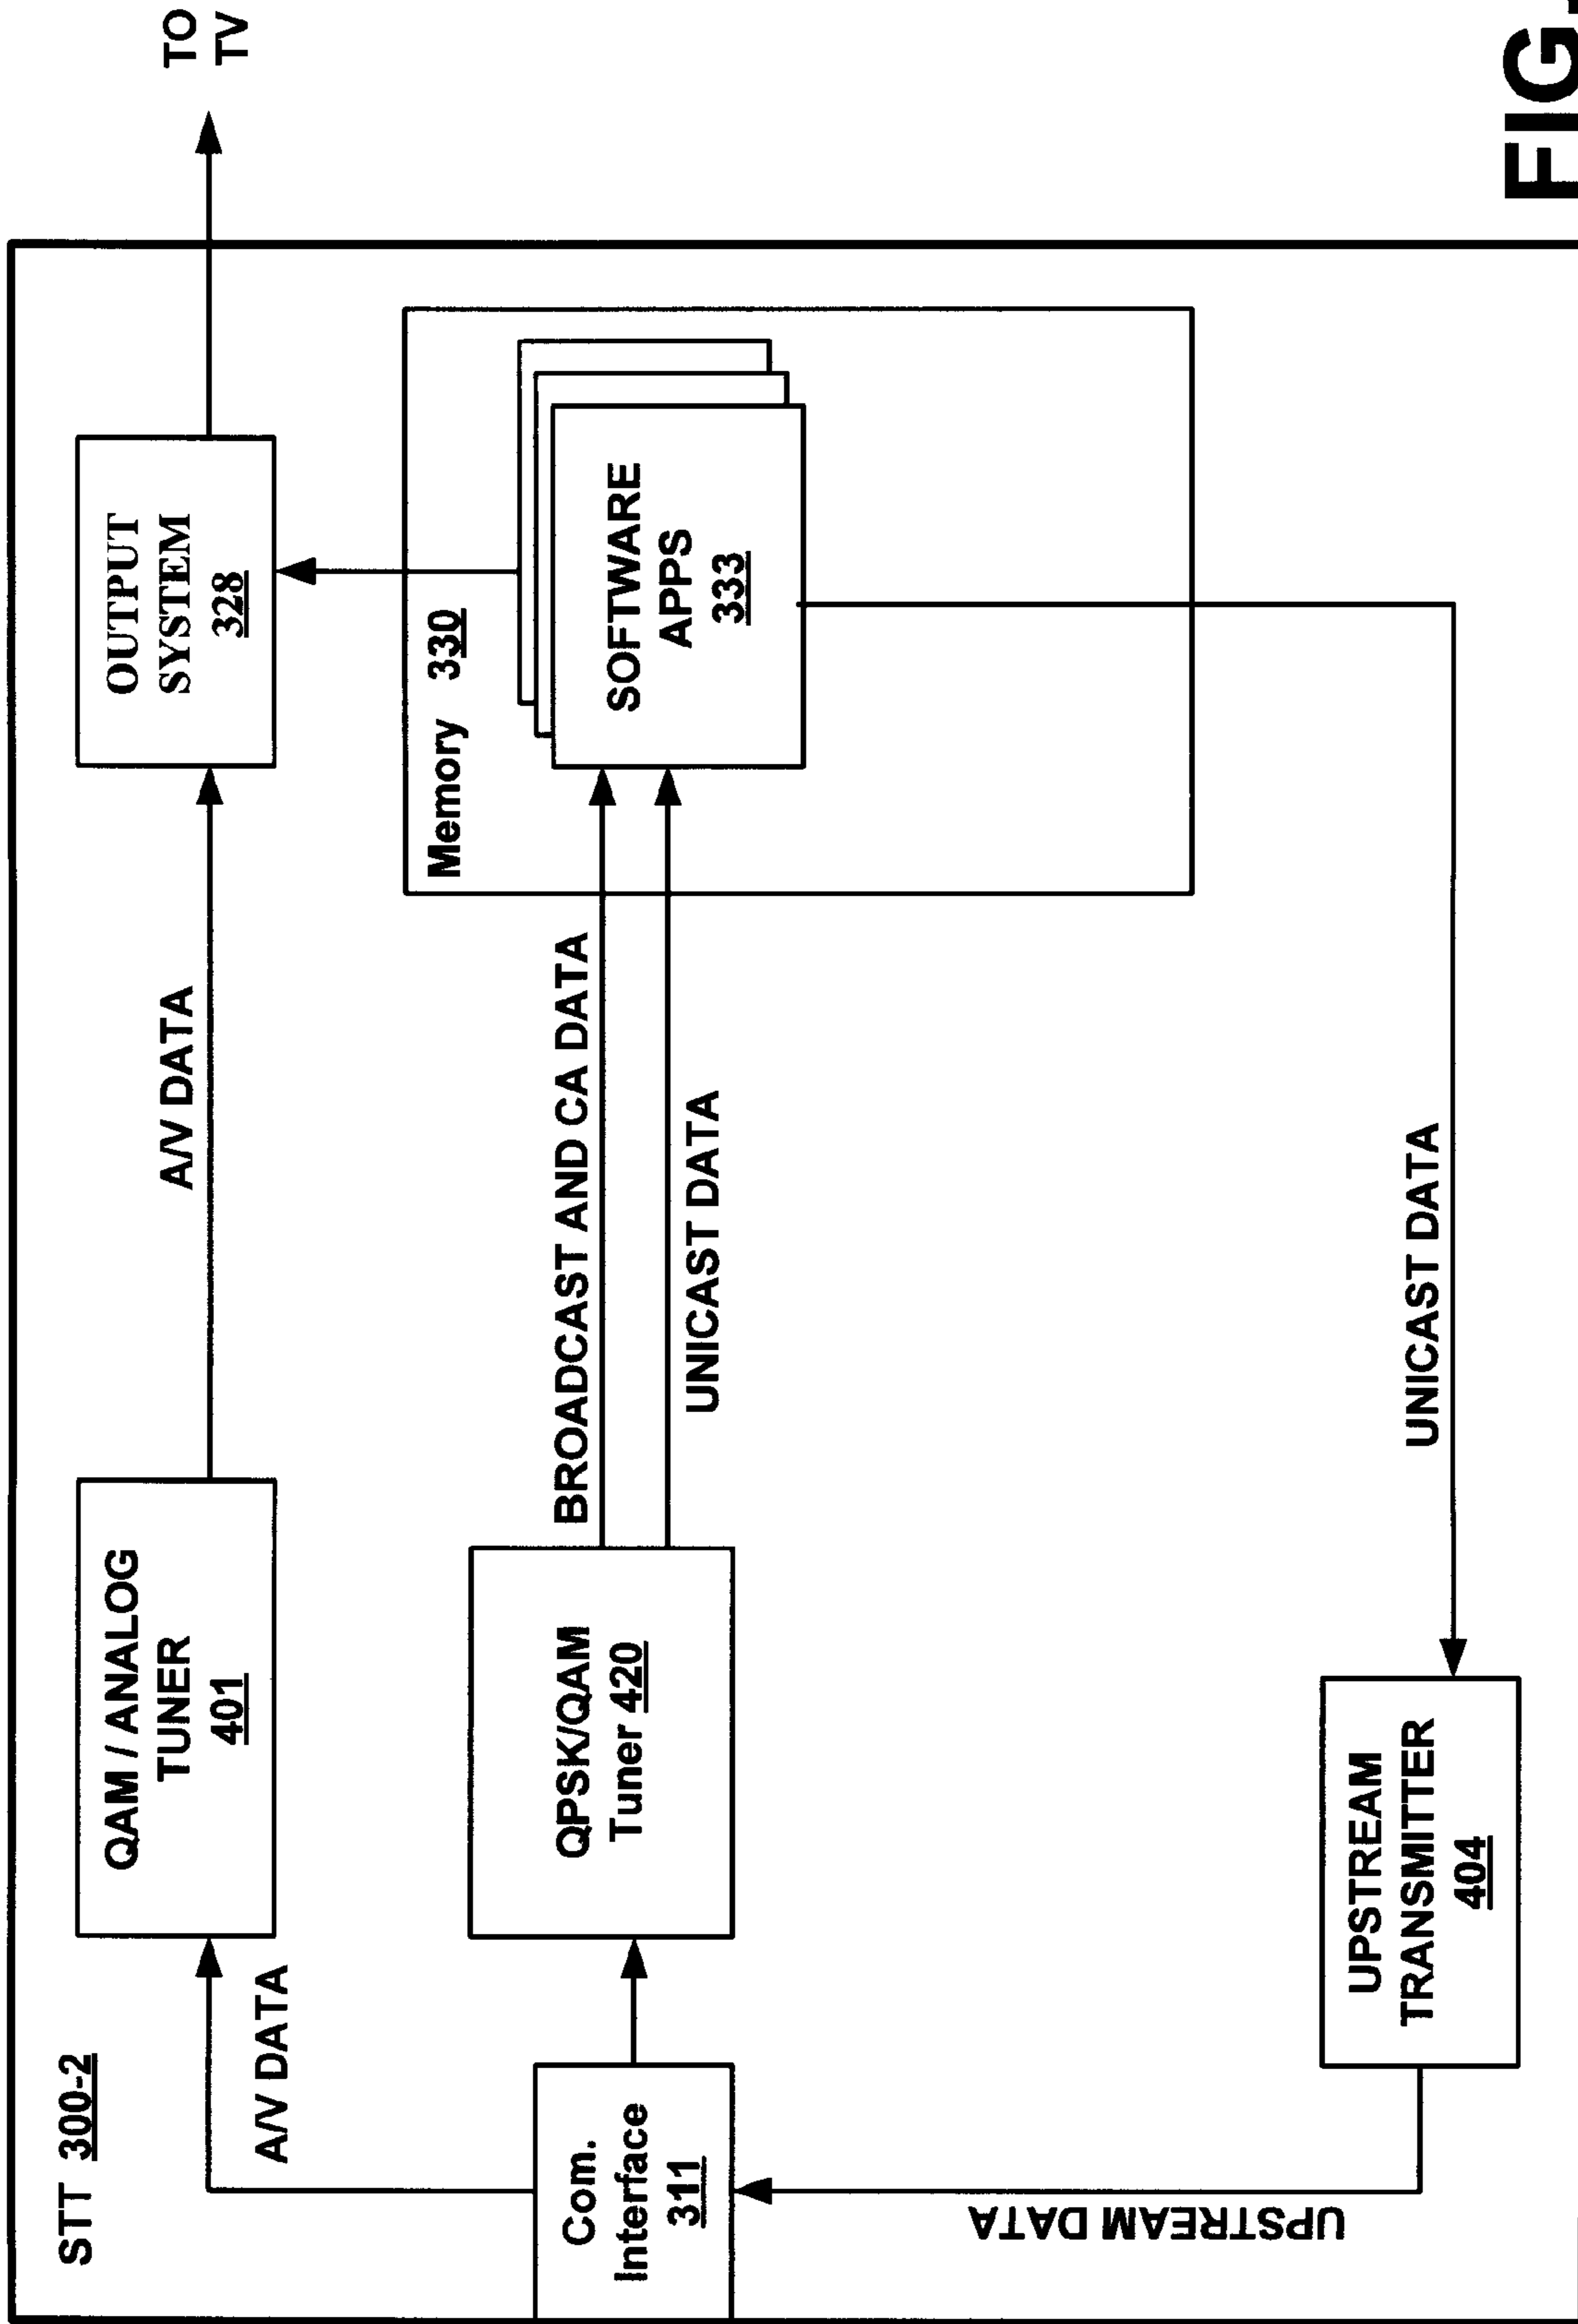 STT 300-2
A/V DATA
QAM / ANALOG
TUNER
401
A/V DATA
OUTPUT
SYSTEM
328
TO
TV
Com.
Interface
311
QPSK/QAM
Tuner 420
BROADCAST AND CA DATA
UNICAST DATA
Memory 330
SOFTWARE
APPS
333
UPSTREAM DATA
UPSTREAM
TRANSMITTER
404
UNICAST DATA
FIG.